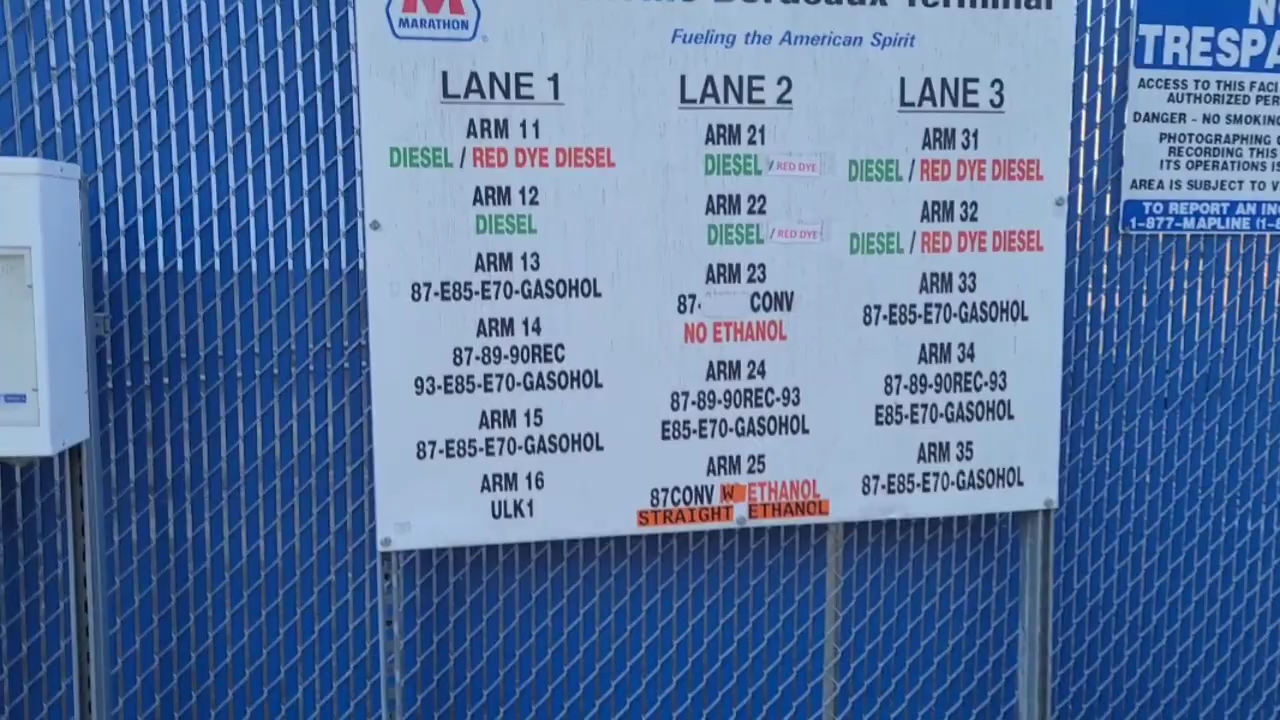 MARATHON
Bordeaux Terminal
Fueling the American Spirit
LANE 1
ARM 11
DIESEL / RED DYE DIESEL
ARM 12
DIESEL
ARM 13
87-E85-E70-GASOHOL
ARM 14
87-89-90REC
93-E85-E70-GASOHOL
ARM 15
87-E85-E70-GASOHOL
ARM 16
ULK1
LANE 2
ARM 21
DIESEL / RED DYE
ARM 22
DIESEL / RED DYE
ARM 23
87- CONV
NO ETHANOL
ARM 24
87-89-90REC-93
E85-E70-GASOHOL
ARM 25
87CONV W ETHANOL
STRAIGHT ETHANOL
LANE 3
ARM 31
DIESEL / RED DYE DIESEL
ARM 32
DIESEL / RED DYE DIESEL
ARM 33
87-E85-E70-GASOHOL
ARM 34
87-89-90REC-93
E85-E70-GASOHOL
ARM 35
87-E85-E70-GASOHOL
TRESPA
ACCESS TO THIS FACI
AUTHORIZED PER
DANGER - NO SMOKING
PHOTOGRAPHING
RECORDING THIS
ITS OPERATIONS IS
AREA IS SUBJECT TO V
TO REPORT AN IN
1-877-MAPLINE (1-8